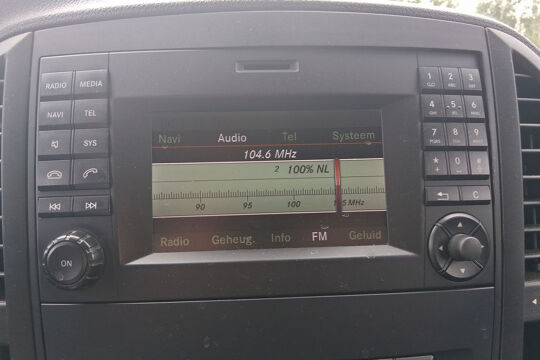 RADIO MEDIA
NAVI TEL
SYS
ON
Navi Audio Tel Systeem
104.6 MHz
2 100% NL
90 95 100 105 MHz
Radio Geheug. Info FM Geluid
1 2 3
4 5 6
7 8 9
* 0 #
+
C